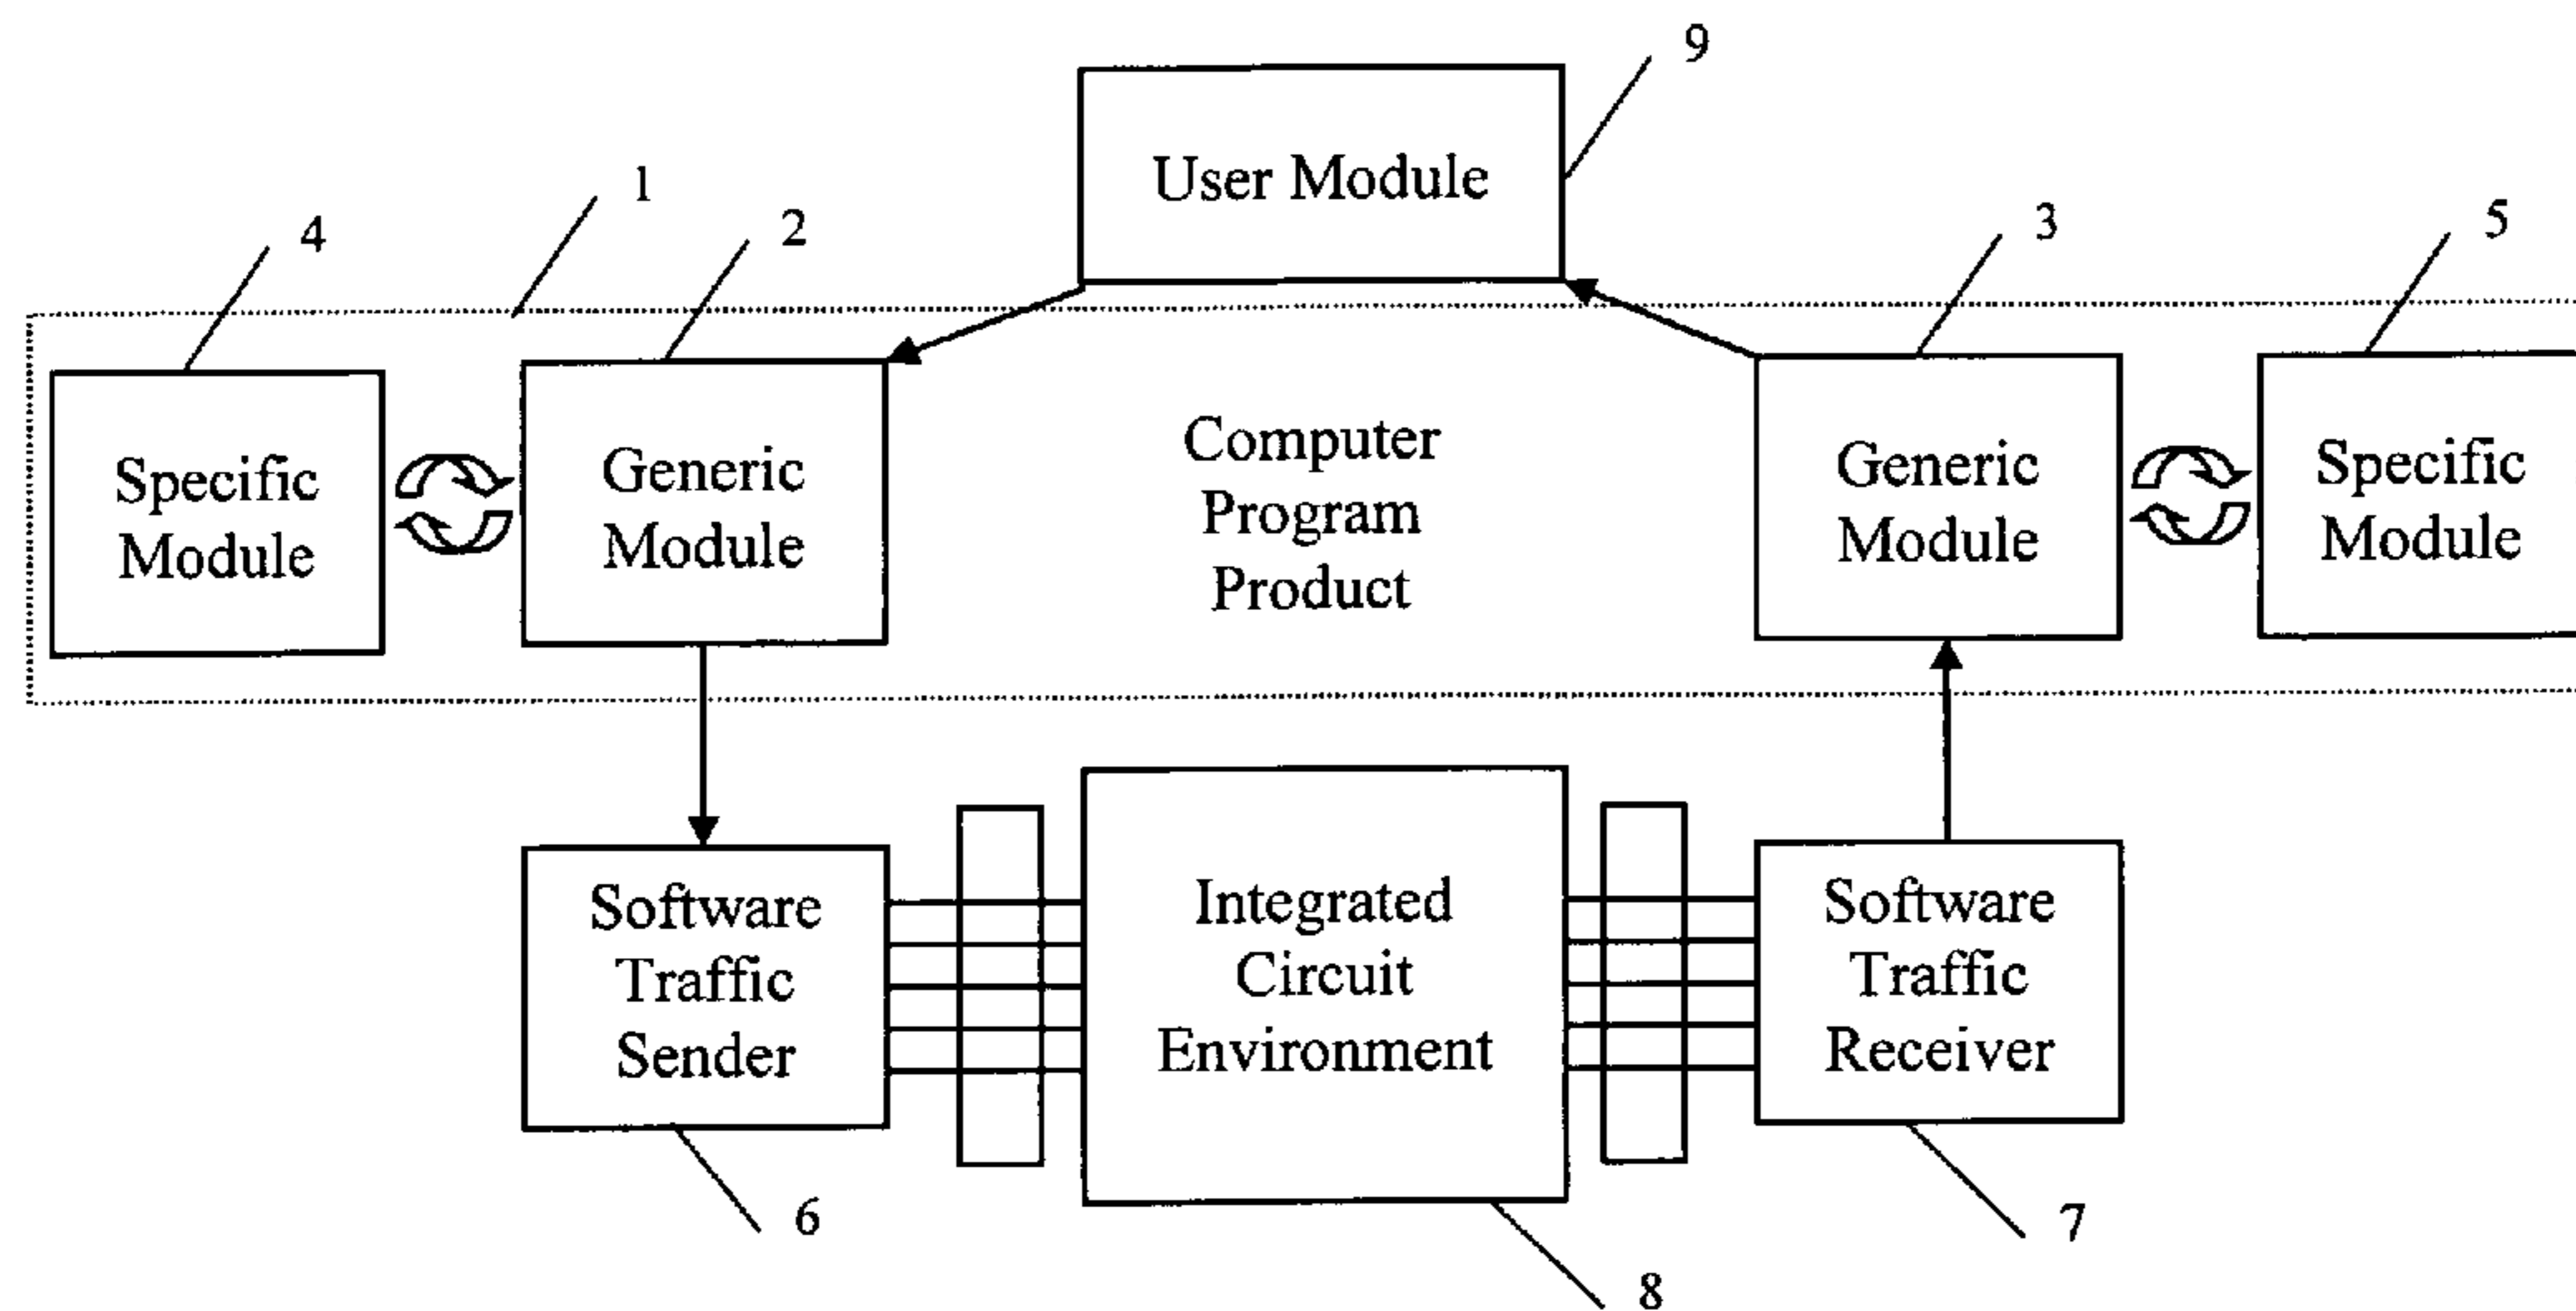 9
User Module
1
4
2
3
5
Specific
Module
Generic
Module
Computer
Program
Product
Generic
Module
Specific
Module
Software
Traffic
Sender
Integrated
Circuit
Environment
Software
Traffic
Receiver
6
7
8